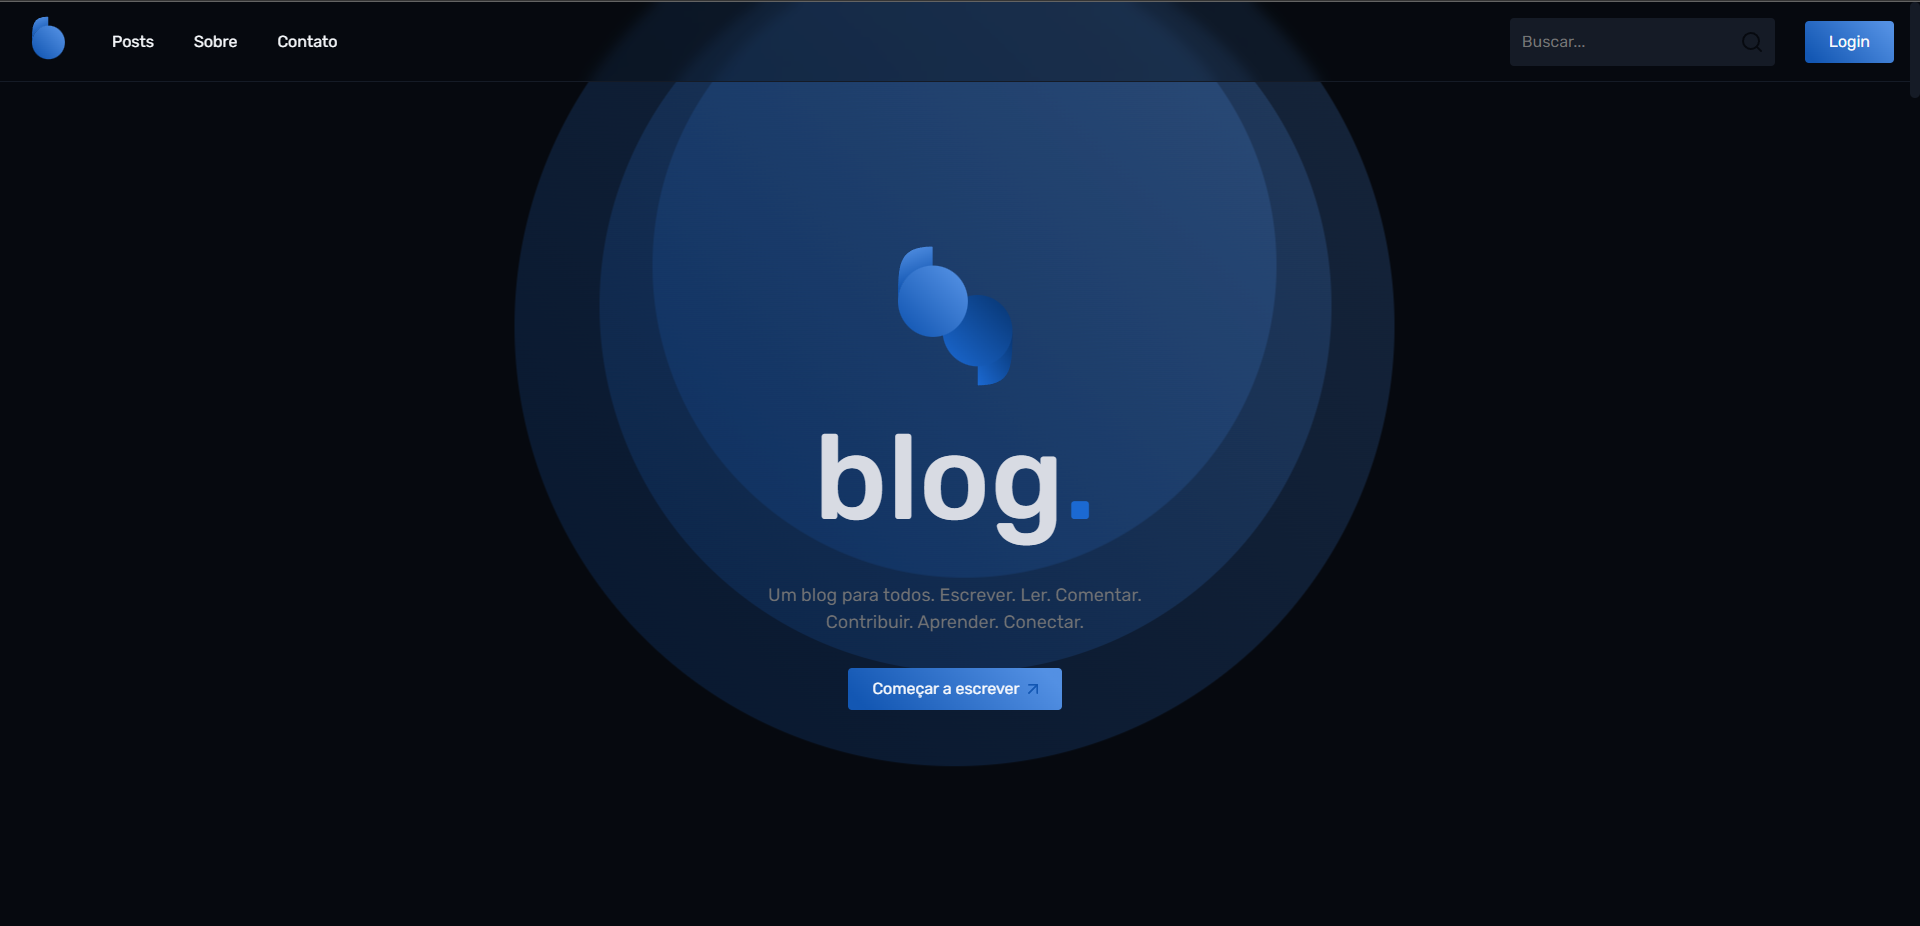 Posts
Sobre
Contato
Buscar...
Login
blog.
Um blog para todos. Escrever. Ler. Comentar.
Contribuir. Aprender. Conectar.
Começar a escrever